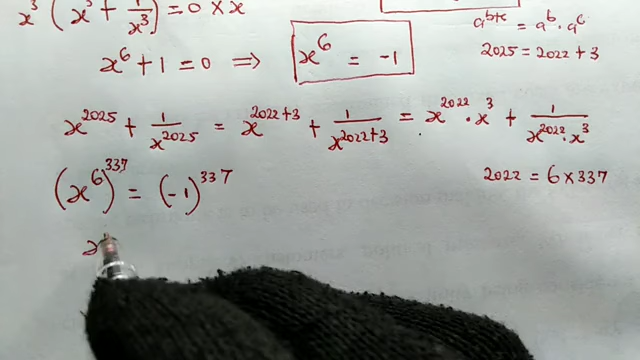 x³ (x³ + 1/x³) = 0 × x
a^(b+c) = a^b · a^c
x⁶ + 1 = 0 ⟹ x⁶ = -1
2025 = 2022 + 3
x^2025 + 1/x^2025 = x^(2022+3) + 1/x^(2022+3) = x^2022 · x³ + 1/(x^2022 · x³)
(x⁶)^337 = (-1)^337
2022 = 6 × 337
x